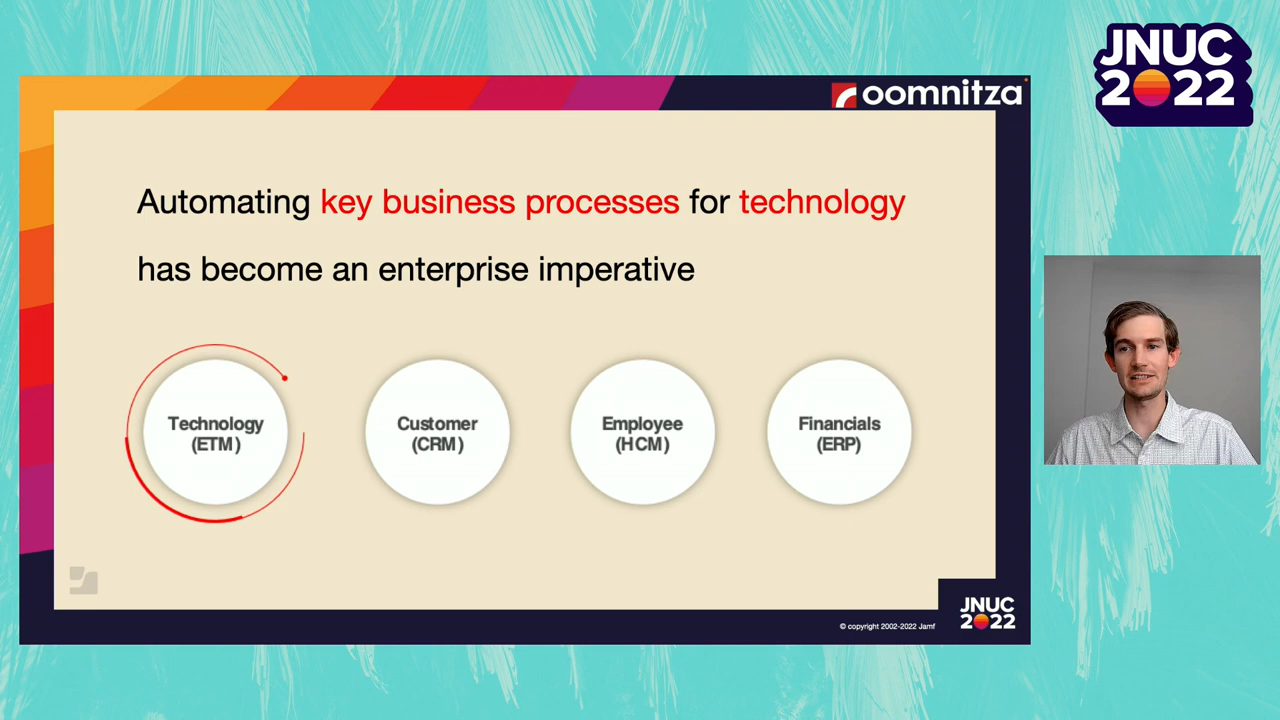 JNUC
2022
oomnitza
Automating key business processes for technology
has become an enterprise imperative
Technology
(ETM)
Customer
(CRM)
Employee
(HCM)
Financials
(ERP)
© copyright 2002-2022 Jamf
JNUC
2022